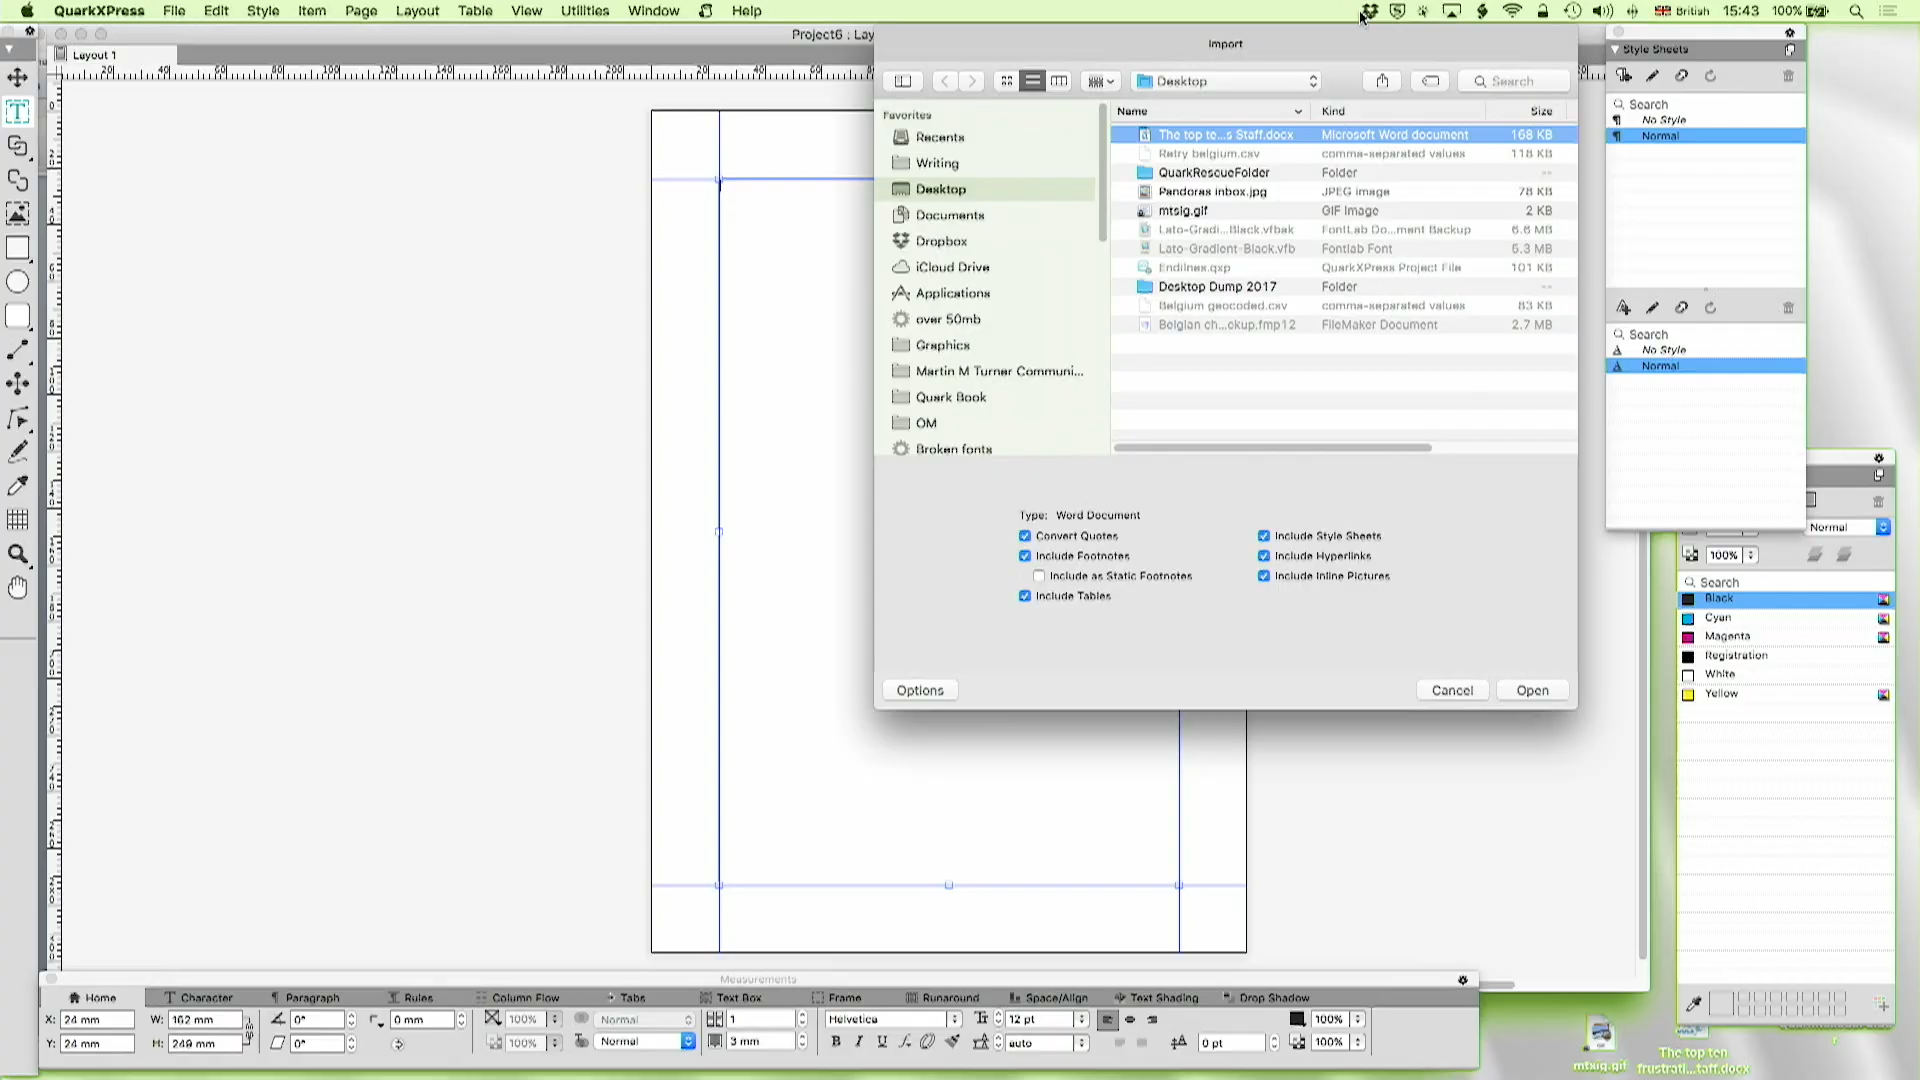 QuarkXPress File Edit Style Item Page Layout Table View Utilities Window Help British 15:43 100%
Project6 : Lay
Layout 1
Import
Desktop
Search
Favorites
Recents
Writing
Desktop
Documents
Dropbox
iCloud Drive
Applications
over 50mb
Graphics
Martin M Turner Communi...
Quark Book
OM
Broken fonts
Name Kind Size
The top te...s Staff.docx Microsoft Word document 168 KB
Retry belgium.csv comma-separated values 118 KB
QuarkRescueFolder Folder --
Pandoras inbox.jpg JPEG image 78 KB
mtsig.gif GIF Image 2 KB
Lato-Gradi...Black.vfbak FontLab Do...ment Backup 6.6 MB
Lato-Gradient-Black.vfb Fontlab Font 5.3 MB
Endlines.qxp QuarkXPress Project File 101 KB
Desktop Dump 2017 Folder --
Belgium geocoded.csv comma-separated values 83 KB
Belgian ch...ckup.fmp12 FileMaker Document 2.7 MB
Type: Word Document
Convert Quotes
Include Footnotes
Include as Static Footnotes
Include Tables
Include Style Sheets
Include Hyperlinks
Include Inline Pictures
Options Cancel Open
Style Sheets
Search
No Style
Normal
Search
No Style
Normal
Normal
100%
Search
Black
Cyan
Magenta
Registration
White
Yellow
Measurements
Home Character Paragraph Rules Column Flow Tabs Text Box Frame Runaround Space/Align Text Shading Drop Shadow
X: 24 mm W: 162 mm 0° 0 mm 100% Normal 1 Helvetica 12 pt 100%
Y: 24 mm H: 249 mm 0° 100% Normal 3 mm B I U auto 0 pt 100%
mtsig.gif
The top ten
frustrati...taff.docx